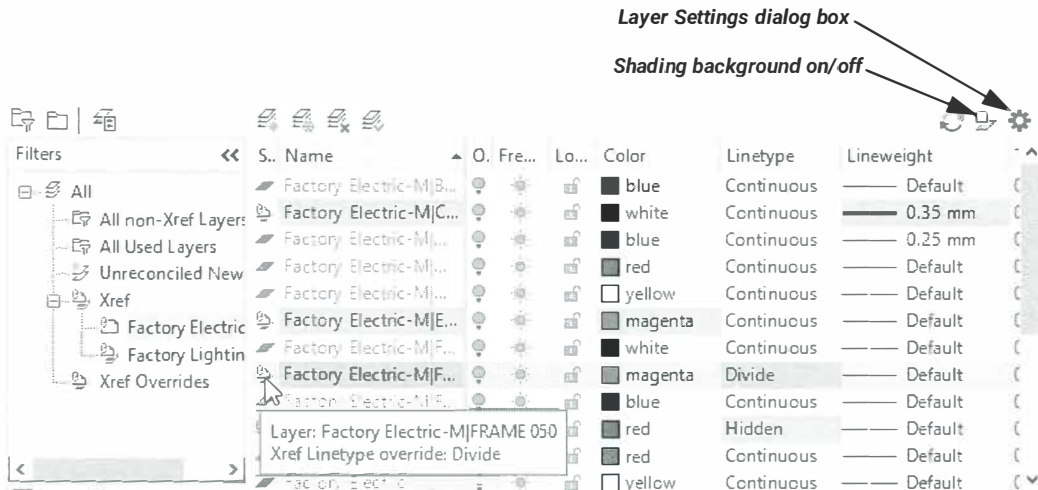 Layer Settings dialog box
Shading background on/off
Filters
S.. Name O. Fre... Lo... Color Linetype Lineweight
All
All non-Xref Layers
All Used Layers
Unreconciled New
Xref
Factory Electric
Factory Lightin
Xref Overrides
Factory Electric-M|B... blue Continuous Default
Factory Electric-M|C... white Continuous 0.35 mm
Factory Electric-M|... blue Continuous 0.25 mm
Factory Electric-M|... red Continuous Default
Factory Electric-M|... yellow Continuous Default
Factory Electric-M|E... magenta Continuous Default
Factory Electric-M|F... white Continuous Default
Factory Electric-M|F... magenta Divide Default
blue Continuous Default
red Hidden Default
red Continuous Default
yellow Continuous Default
Layer: Factory Electric-M|FRAME 050
Xref Linetype override: Divide